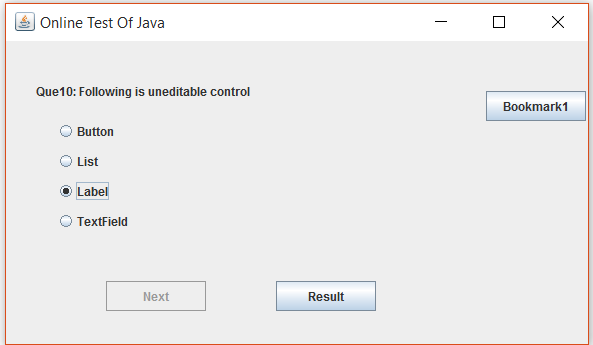 Online Test Of Java
Que10: Following is uneditable control
Bookmark1
Button
List
Label
TextField
Next
Result